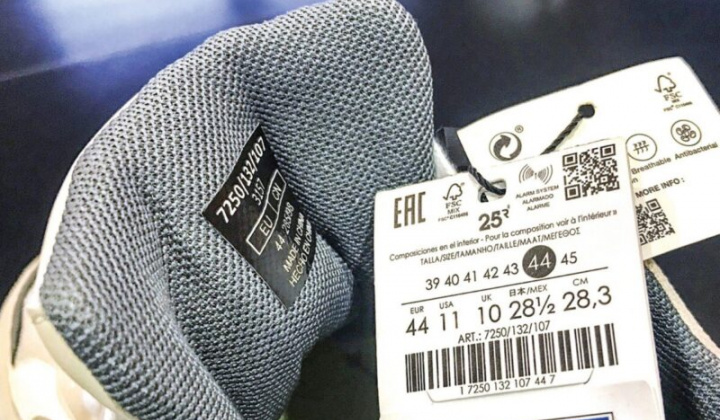 7250/132/107
3157
EU CN
44
MADE IN
HECHO E
EAC
FSC
MIX
25
ALARM SYSTEM
ALARMADO
ALARME
Composiciones en el interior - Pour la composition voir à l'intérieur »
TALLA/SIZE/TAMANHO/TAILLE/MAAT/ΜΕΓΕΘΟΣ
39 40 41 42 43 44 45
EUR USA UK 日本/MEX CM
44 11 10 28½ 28,3
ART.: 7250/132/107
1 7250 132 107 44 7
FSC
Breathable Antibacterial
MORE INFO :